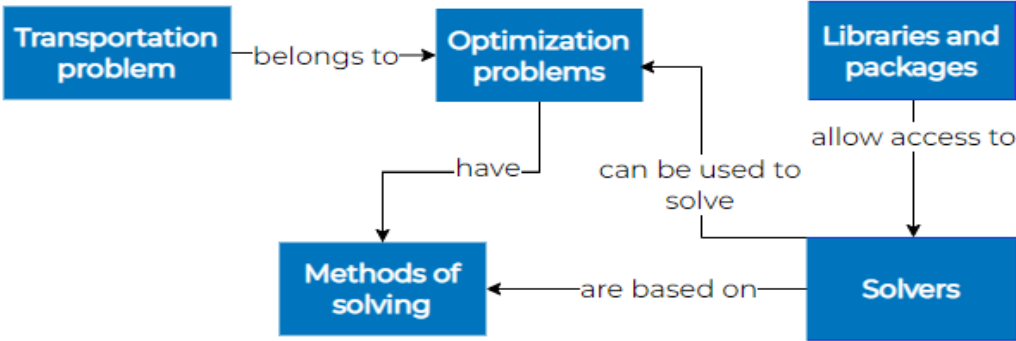 Transportation
problem
belongs to
Optimization
problems
Libraries and
packages
allow access to
have
can be used to
solve
Methods of
solving
are based on
Solvers